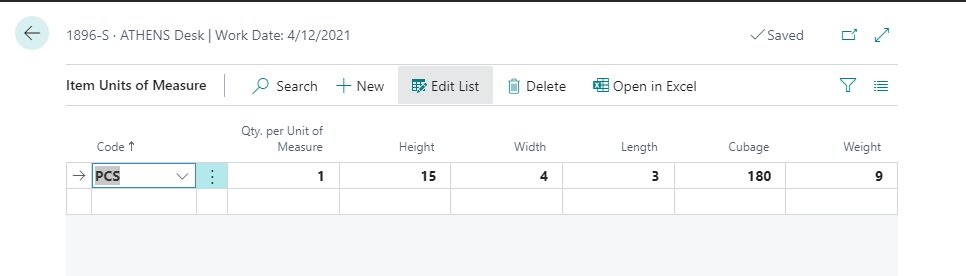 1896-S · ATHENS Desk | Work Date: 4/12/2021
Saved
Item Units of Measure
Search
New
Edit List
Delete
Open in Excel
Code ↑
Qty. per Unit of
Measure
Height
Width
Length
Cubage
Weight
PCS
1
15
4
3
180
9